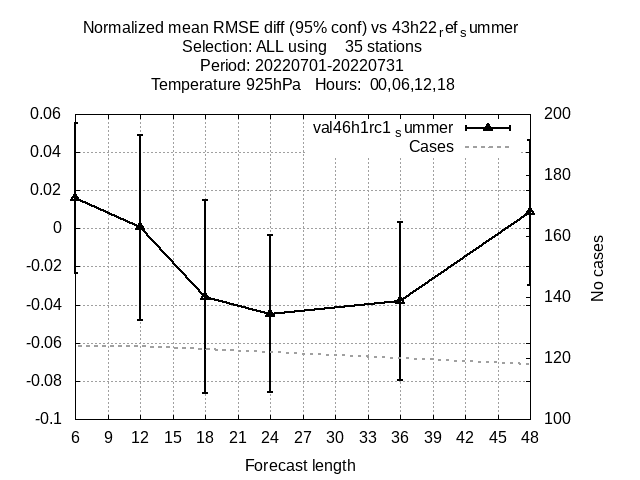 Normalized mean RMSE diff (95% conf) vs 43h22refsummer
Selection: ALL using    35 stations
Period: 20220701-20220731
Temperature 925hPa   Hours:  00,06,12,18
val46h1rc1summer
Cases
0.06
0.04
0.02
0
-0.02
-0.04
-0.06
-0.08
-0.1
200
180
160
140
120
100
No cases
6 9 12 15 18 21 24 27 30 33 36 39 42 45 48
Forecast length